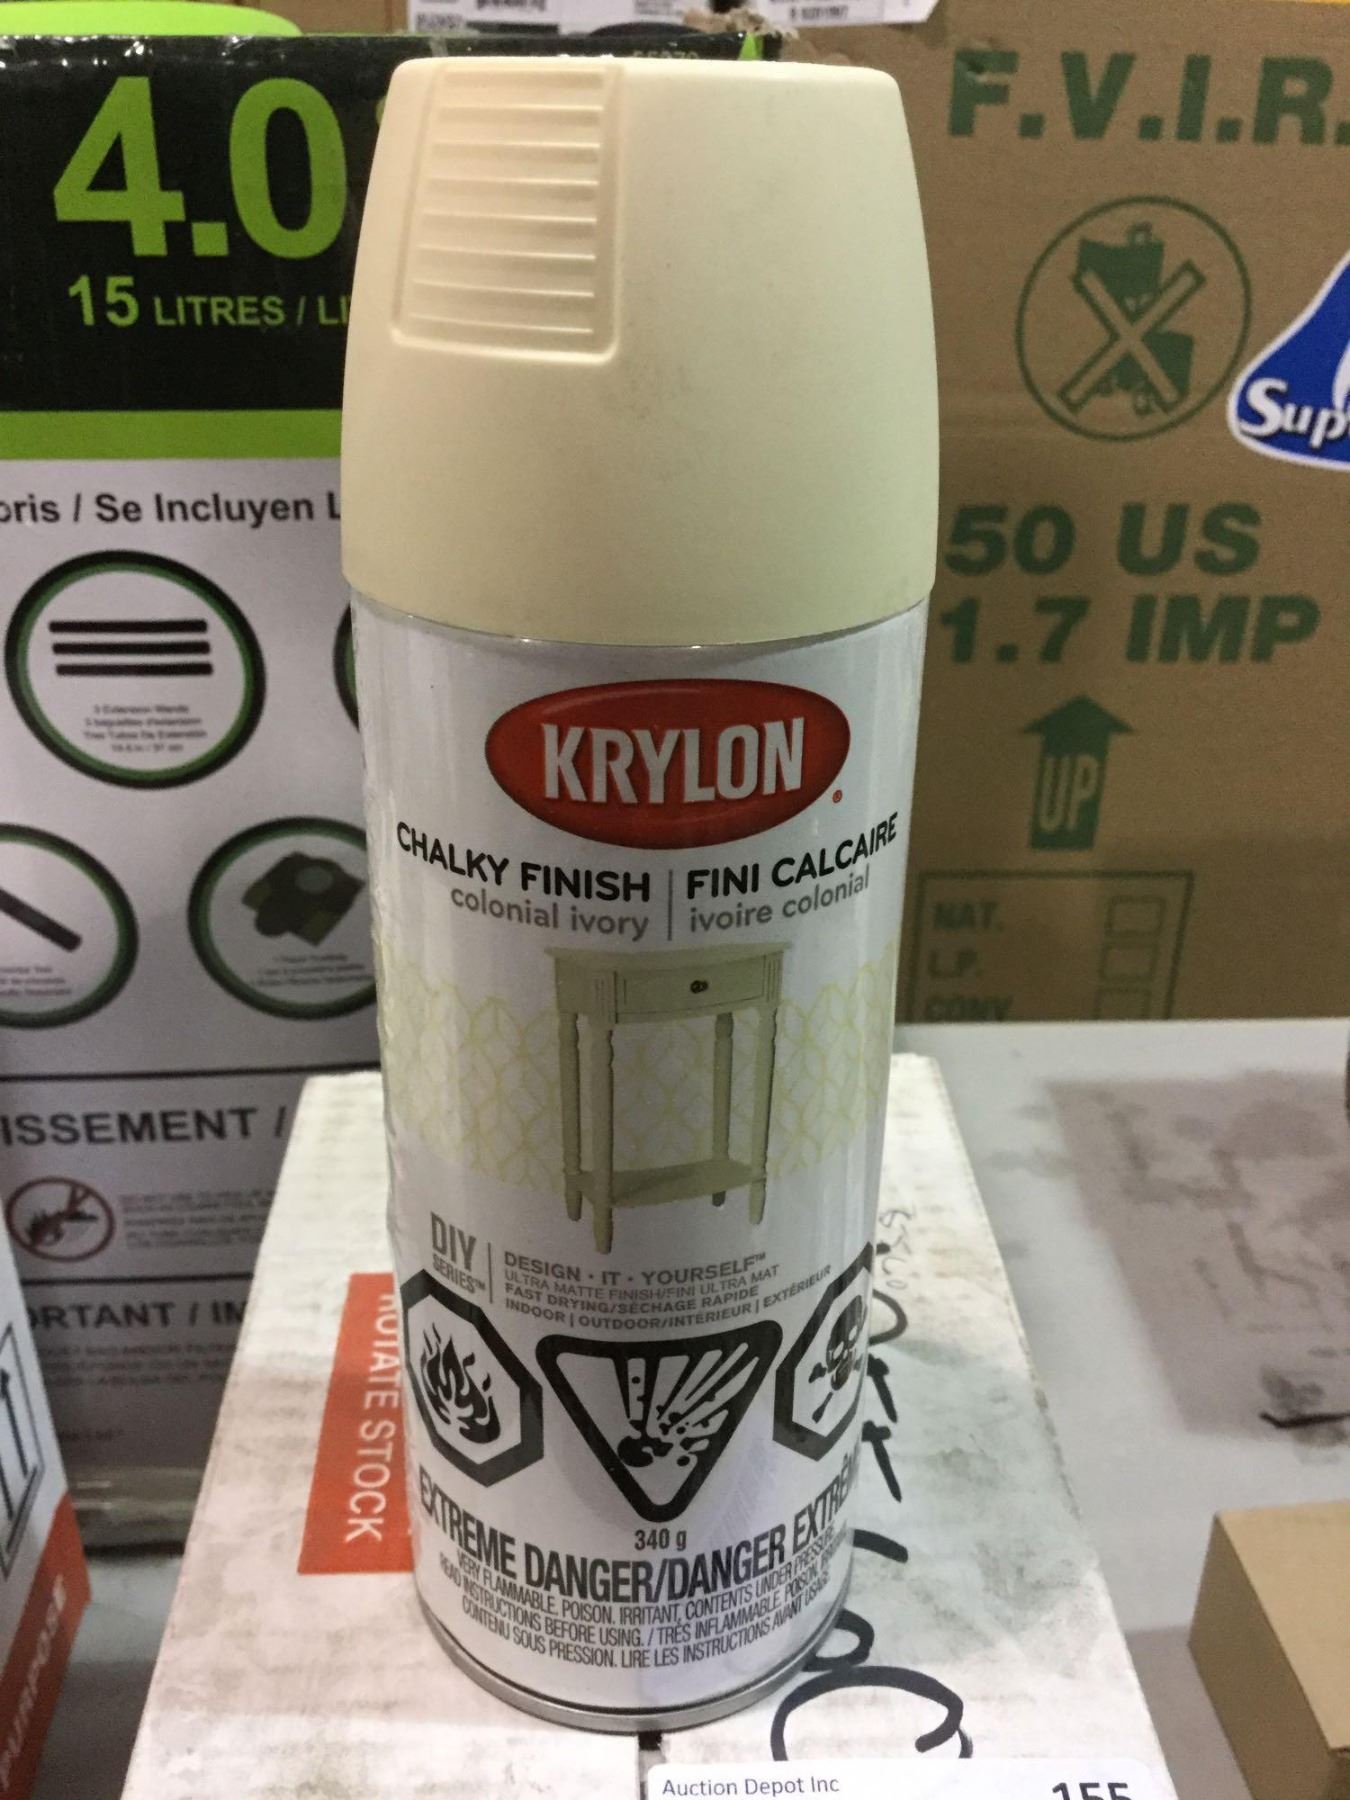 4.0
15 LITRES / LI
F.V.I.R.
Sup
oris / Se Incluyen L
50 US
1.7 IMP
UP
NAT.
L.P.
CONV
ISSEMENT /
ORTANT / IM
KRYLON
CHALKY FINISH | FINI CALCAIRE
colonial ivory | ivoire colonial
DIY SERIES™
DESIGN · IT · YOURSELF™
ULTRA MATTE FINISH/FINI ULTRA MAT
FAST DRYING/SÉCHAGE RAPIDE
INDOOR | OUTDOOR/INTÉRIEUR | EXTÉRIEUR
340 g
EXTREME DANGER/DANGER EXTRÊM
VERY FLAMMABLE. POISON. IRRITANT. CONTENTS UNDER PRESSURE.
READ INSTRUCTIONS BEFORE USING. / TRÈS INFLAMMABLE. POISON.
CONTENU SOUS PRESSION. LIRE LES INSTRUCTIONS AVANT USAGE.
ROTATE STOCK
Auction Depot Inc
155